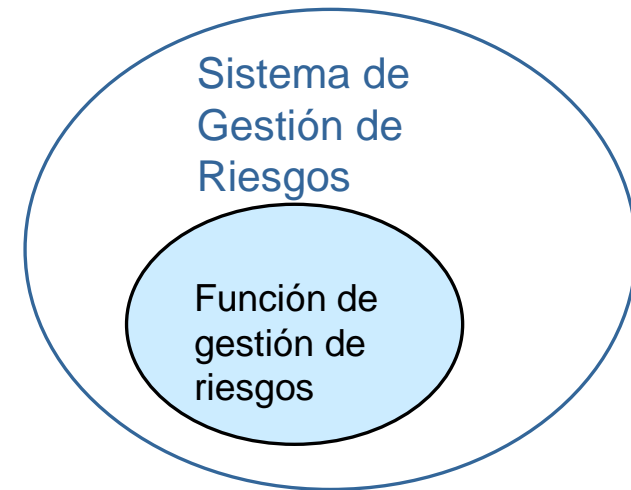 Sistema de
Gestión de
Riesgos
Función de
gestión de
riesgos